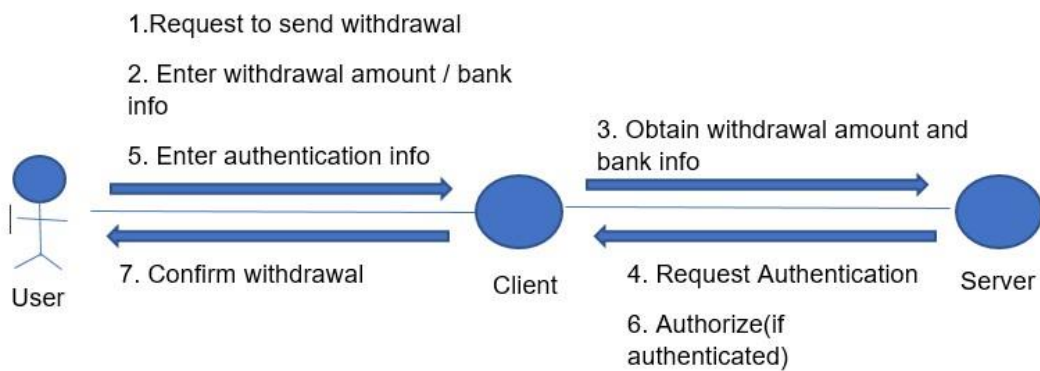 1.Request to send withdrawal
2. Enter withdrawal amount / bank
info
5. Enter authentication info
3. Obtain withdrawal amount and
bank info
7. Confirm withdrawal
4. Request Authentication
6. Authorize(if
authenticated)
User
Client
Server